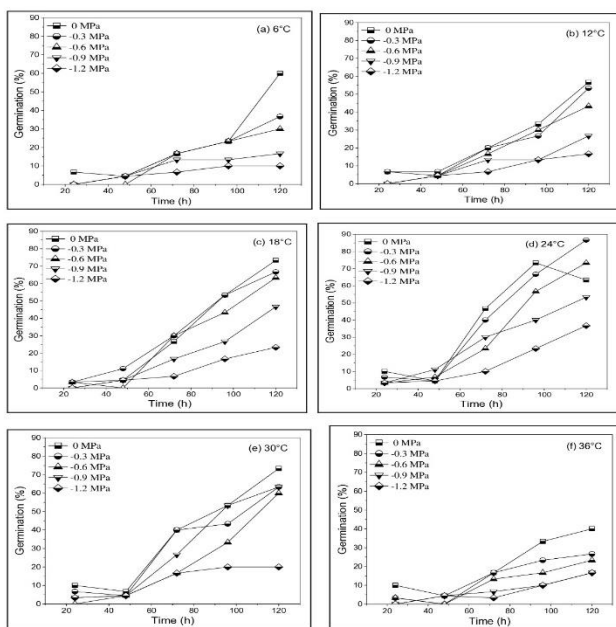 (a) 6°C
0 MPa
-0.3 MPa
-0.6 MPa
-0.9 MPa
-1.2 MPa
Germination (%)
90
80
70
60
50
40
30
20
10
0
20 40 60 80 100 120
Time (h)
(b) 12°C
0 MPa
-0.3 MPa
-0.6 MPa
-0.9 MPa
-1.2 MPa
Germination (%)
90
80
70
60
50
40
30
20
10
0
20 40 60 80 100 120
Time (h)
(c) 18°C
0 MPa
-0.3 MPa
-0.6 MPa
-0.9 MPa
-1.2 MPa
Germination (%)
90
80
70
60
50
40
30
20
10
0
20 40 60 80 100 120
Time (h)
(d) 24°C
0 MPa
-0.3 MPa
-0.6 MPa
-0.9 MPa
-1.2 MPa
Germination (%)
90
80
70
60
50
40
30
20
10
0
20 40 60 80 100 120
Time (h)
(e) 30°C
0 MPa
-0.3 MPa
-0.6 MPa
-0.9 MPa
-1.2 MPa
Germination (%)
90
80
70
60
50
40
30
20
10
0
20 40 60 80 100 120
Time (h)
(f) 36°C
0 MPa
-0.3 MPa
-0.6 MPa
-0.9 MPa
-1.2 MPa
Germination (%)
90
80
70
60
50
40
30
20
10
0
20 40 60 80 100 120
Time (h)